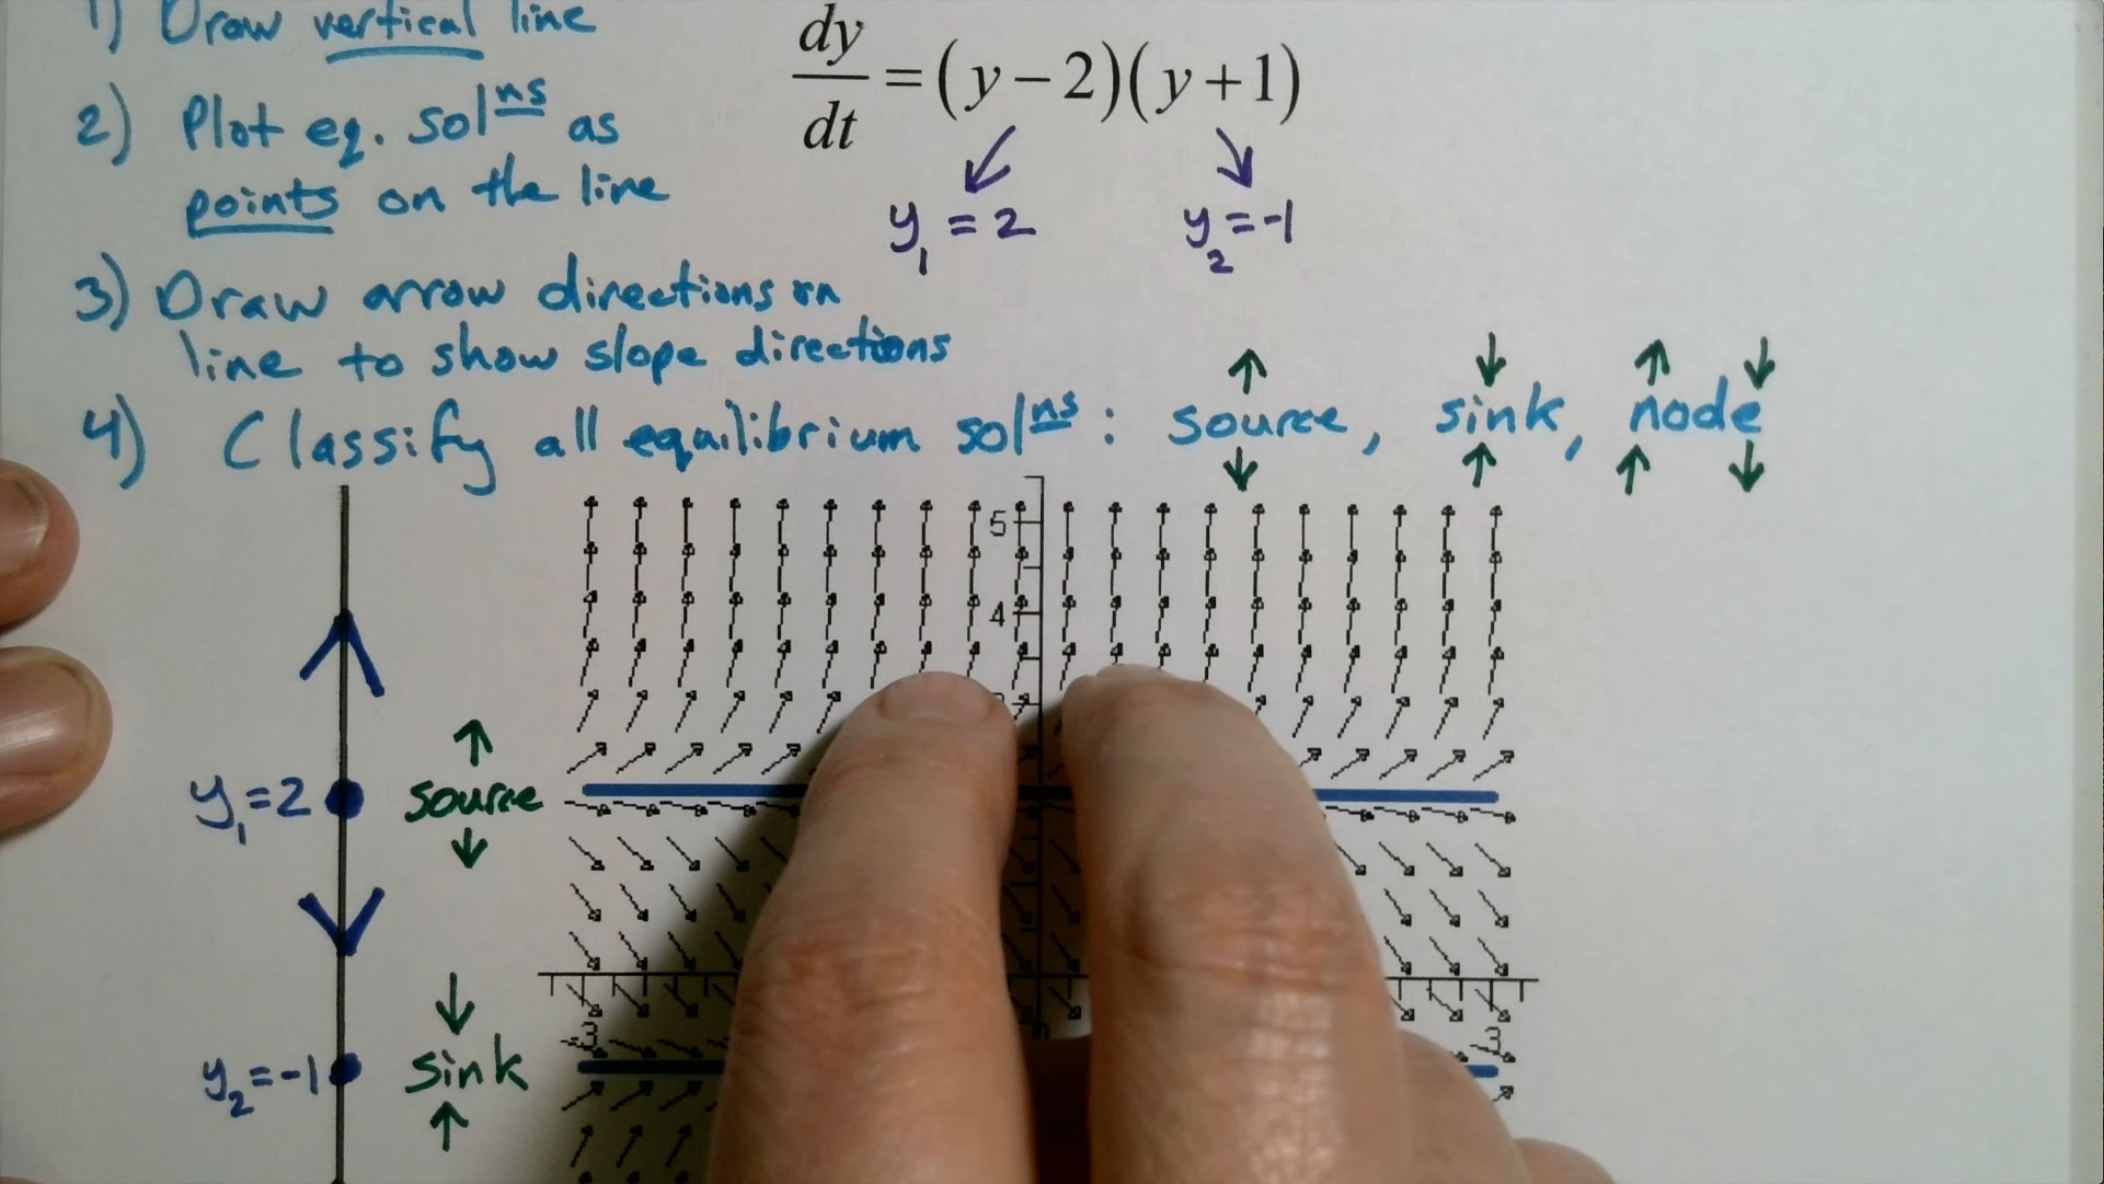 1) Draw vertical line
dy/dt = (y-2)(y+1)
2) Plot eq. solⁿˢ as
points on the line
y₁ = 2 y₂ = -1
3) Draw arrow directions on
line to show slope directions
↑ ↓ ↑ ↓
4) Classify all equilibrium solⁿˢ: source, sink, node
↓ ↑ ↑ ↓
5
4
↑
y₁=2 source
↓
↓
-3 3
y₂=-1 sink
↑